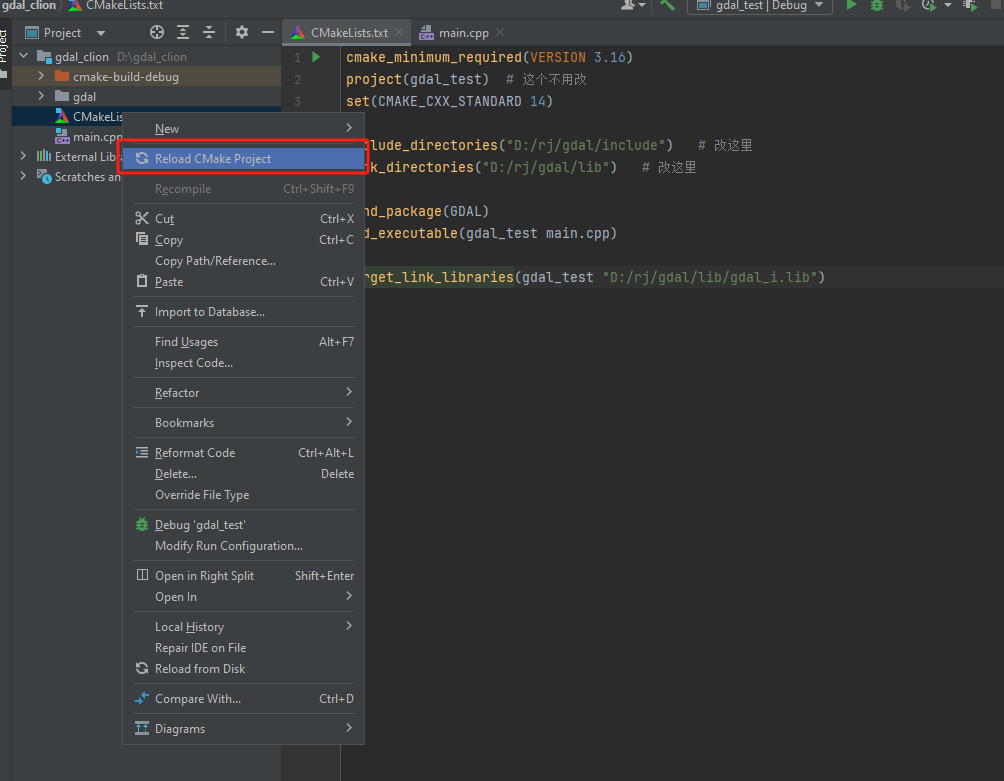 gdal_clion
CMakeLists.txt
gdal_test | Debug
Project
Project
CMakeLists.txt
main.cpp
gdal_clion D:\gdal_clion
cmake-build-debug
gdal
CMakeLis
main.cpp
External Libra
Scratches an
New
Reload CMake Project
Recompile Ctrl+Shift+F9
Cut Ctrl+X
Copy Ctrl+C
Copy Path/Reference...
Paste Ctrl+V
Import to Database...
Find Usages Alt+F7
Inspect Code...
Refactor
Bookmarks
Reformat Code Ctrl+Alt+L
Delete... Delete
Override File Type
Debug 'gdal_test'
Modify Run Configuration...
Open in Right Split Shift+Enter
Open In
Local History
Repair IDE on File
Reload from Disk
Compare With... Ctrl+D
Diagrams
1 cmake_minimum_required(VERSION 3.16)
2 project(gdal_test) # 这个不用改
3 set(CMAKE_CXX_STANDARD 14)
clude_directories("D:/rj/gdal/include") # 改这里
k_directories("D:/rj/gdal/lib") # 改这里
nd_package(GDAL)
d_executable(gdal_test main.cpp)
rget_link_libraries(gdal_test "D:/rj/gdal/lib/gdal_i.lib")